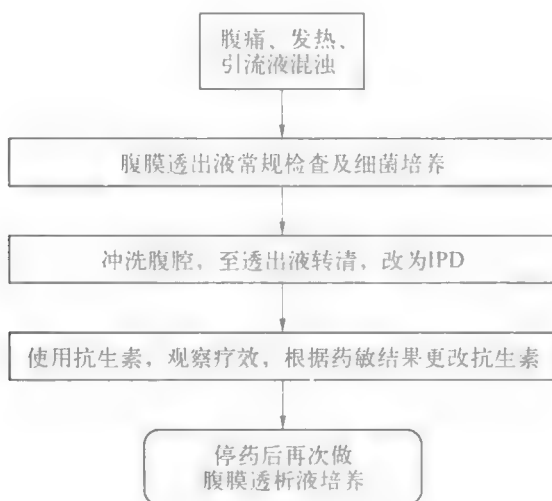 腹痛、发热、
引流液混浊
腹膜透出液常规检查及细菌培养
冲洗腹腔，至透出液转清，改为IPD
使用抗生素，观察疗效，根据药敏结果更改抗生素
停药后再次做
腹膜透析液培养